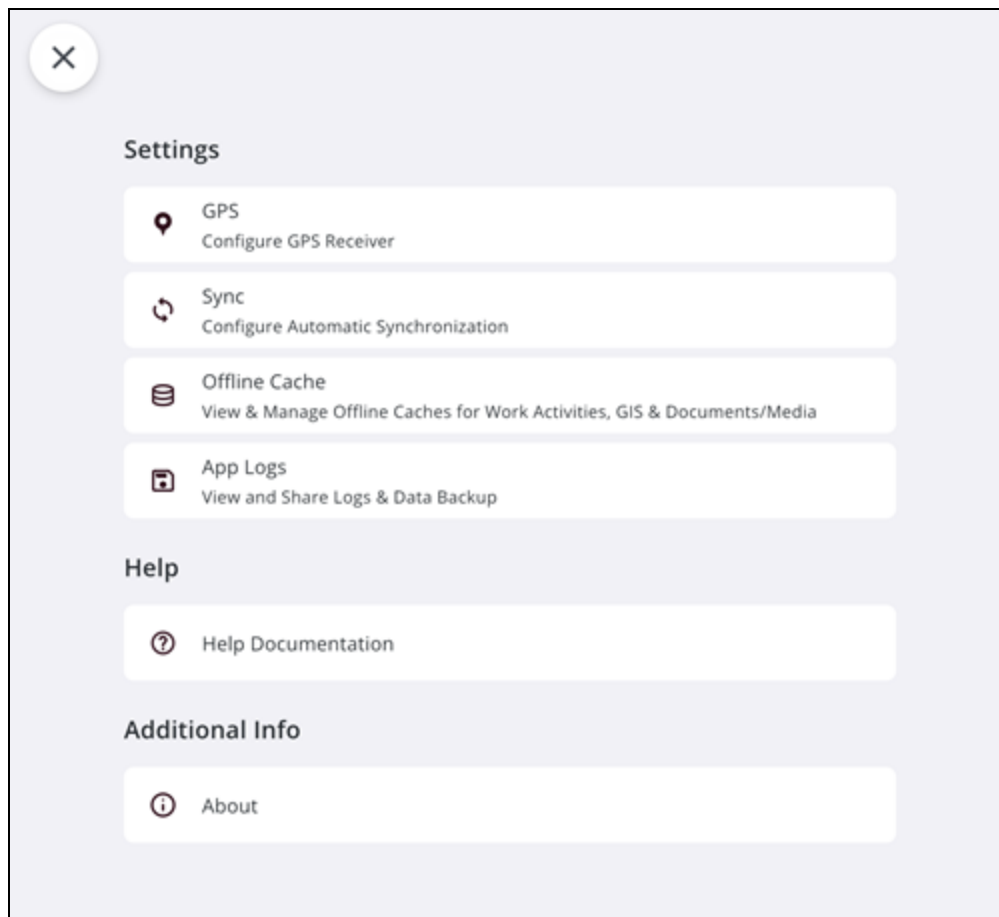 Settings
GPS
Configure GPS Receiver
Sync
Configure Automatic Synchronization
Offline Cache
View & Manage Offline Caches for Work Activities, GIS & Documents/Media
App Logs
View and Share Logs & Data Backup
Help
Help Documentation
Additional Info
About